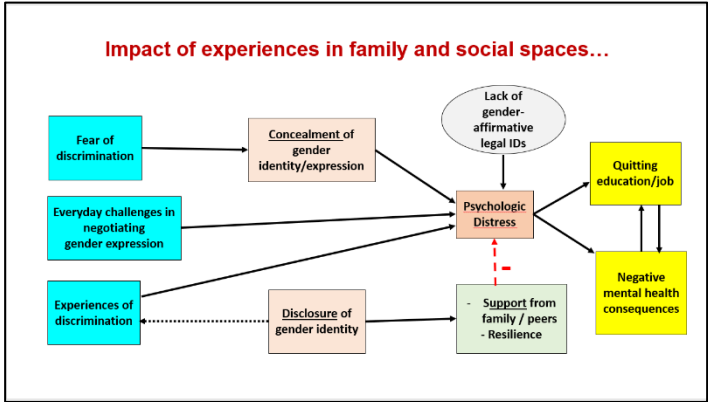 Impact of experiences in family and social spaces…
Lack of
gender-
affirmative
legal IDs
Fear of
discrimination
Concealment of
gender
identity/expression
Quitting
education/job
Everyday challenges in
negotiating
gender expression
Psychologic
Distress
Experiences of
discrimination
Disclosure of
gender identity
- Support from
family / peers
- Resilience
Negative
mental health
consequences